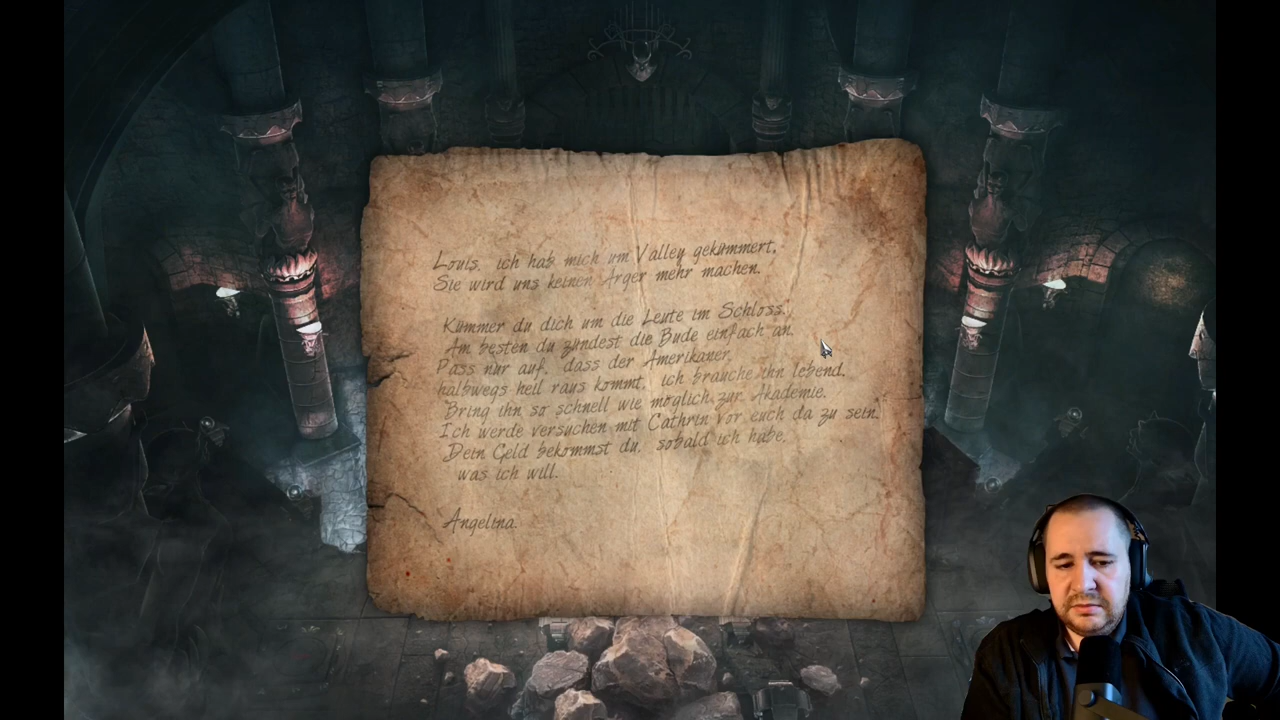 Louis, ich hab mich um Valley gekümmert,
Sie wird uns keinen Ärger mehr machen.
Kümmer du dich um die Leute im Schloss,
Am besten du zündest die Bude einfach an.
Pass nur auf, dass der Amerikaner,
halbwegs heil raus kommt, ich brauche ihn lebend.
Bring ihn so schnell wie möglich zur Akademie.
Ich werde versuchen mit Cathrin vor euch da zu sein.
Dein Geld bekommst du, sobald ich habe,
was ich will.
Angelina.